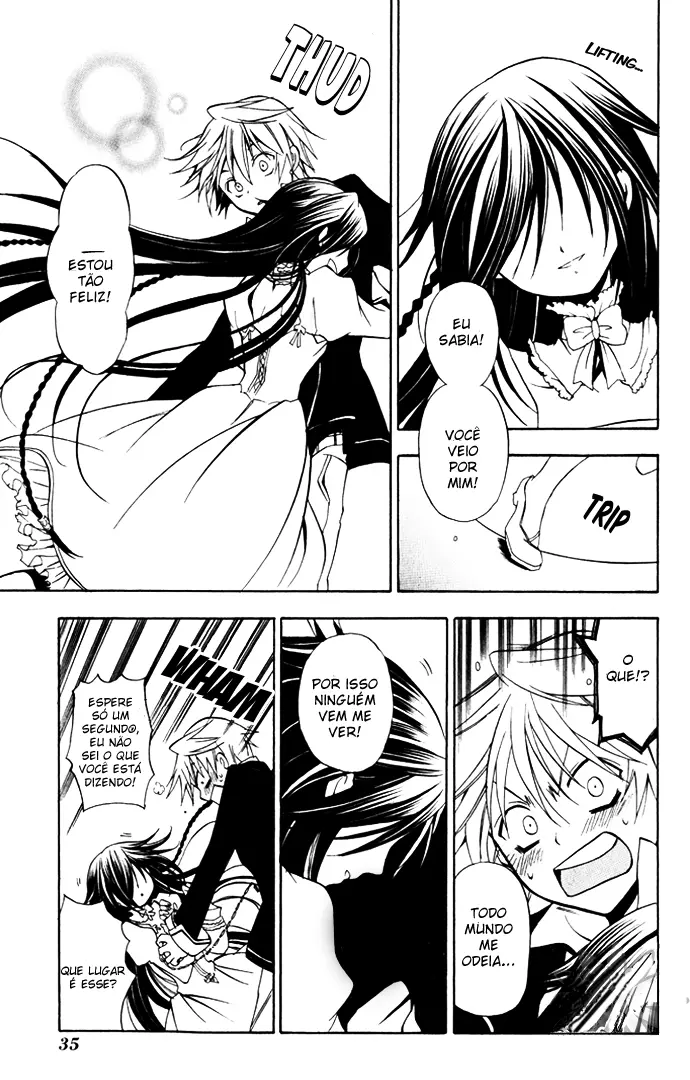 LIFTING...
EU
SABIA!
VOCÊ
VEIO
POR
MIM!
TRIP
THUD
ESTOU
TÃO
FELIZ!
O
QUE!?
TODO
MUNDO
ME
ODEIA...
POR ISSO
NINGUÉM
VEM ME
VER!
WHAM
ESPERE
SÓ UM
SEGUNDO,
EU NÃO
SEI O QUE
VOCÊ ESTÁ
DIZENDO!
QUE LUGAR
É ESSE?
35